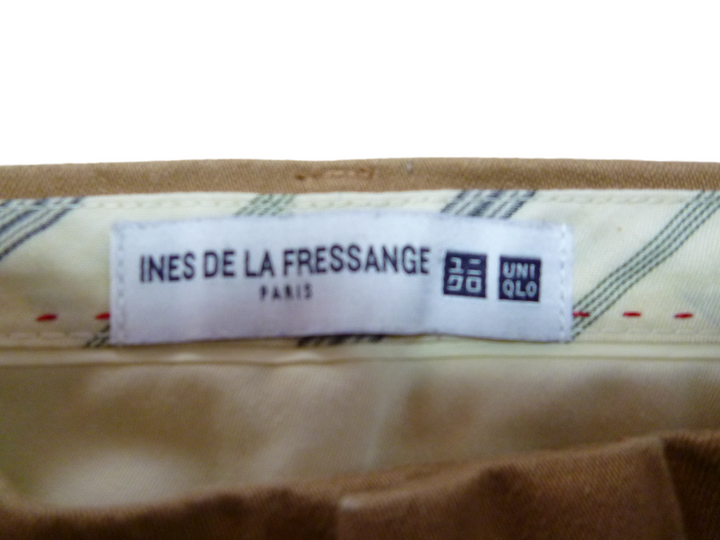 INES DE LA FRESSANGE
PARIS
ユニ
クロ
UNI
QLO